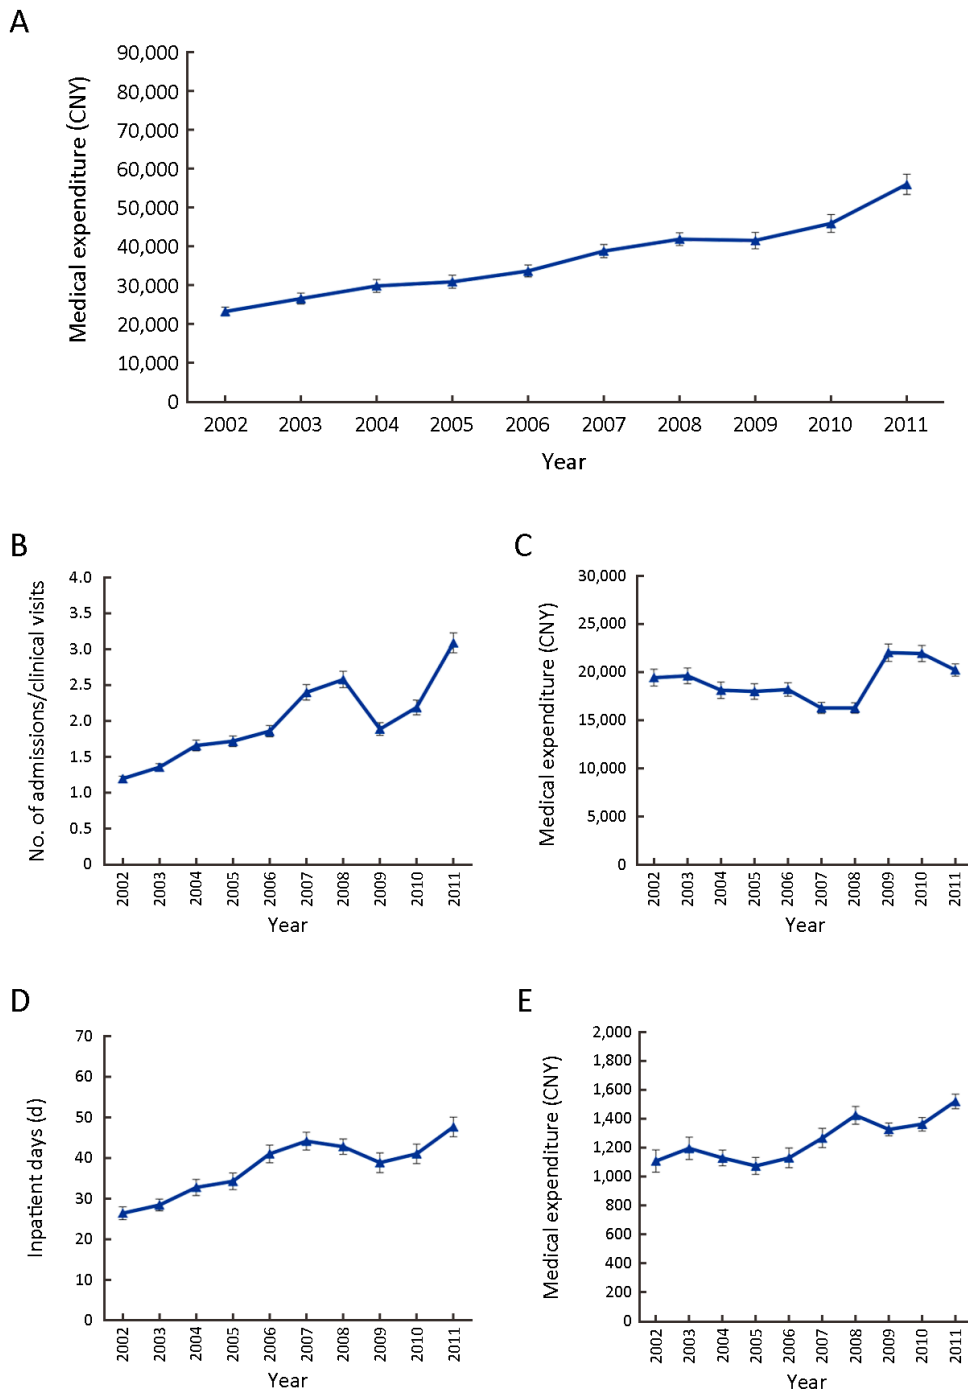 A
Medical expenditure (CNY)
90,000
80,000
70,000
60,000
50,000
40,000
30,000
20,000
10,000
0
2002 2003 2004 2005 2006 2007 2008 2009 2010 2011
Year
B
No. of admissions/clinical visits
4.0
3.5
3.0
2.5
2.0
1.5
1.0
0.5
0
2002 2003 2004 2005 2006 2007 2008 2009 2010 2011
Year
C
Medical expenditure (CNY)
30,000
25,000
20,000
15,000
10,000
5,000
0
2002 2003 2004 2005 2006 2007 2008 2009 2010 2011
Year
D
Inpatient days (d)
70
60
50
40
30
20
10
0
2002 2003 2004 2005 2006 2007 2008 2009 2010 2011
Year
E
Medical expenditure (CNY)
2,000
1,800
1,600
1,400
1,200
1,000
800
600
400
200
0
2002 2003 2004 2005 2006 2007 2008 2009 2010 2011
Year